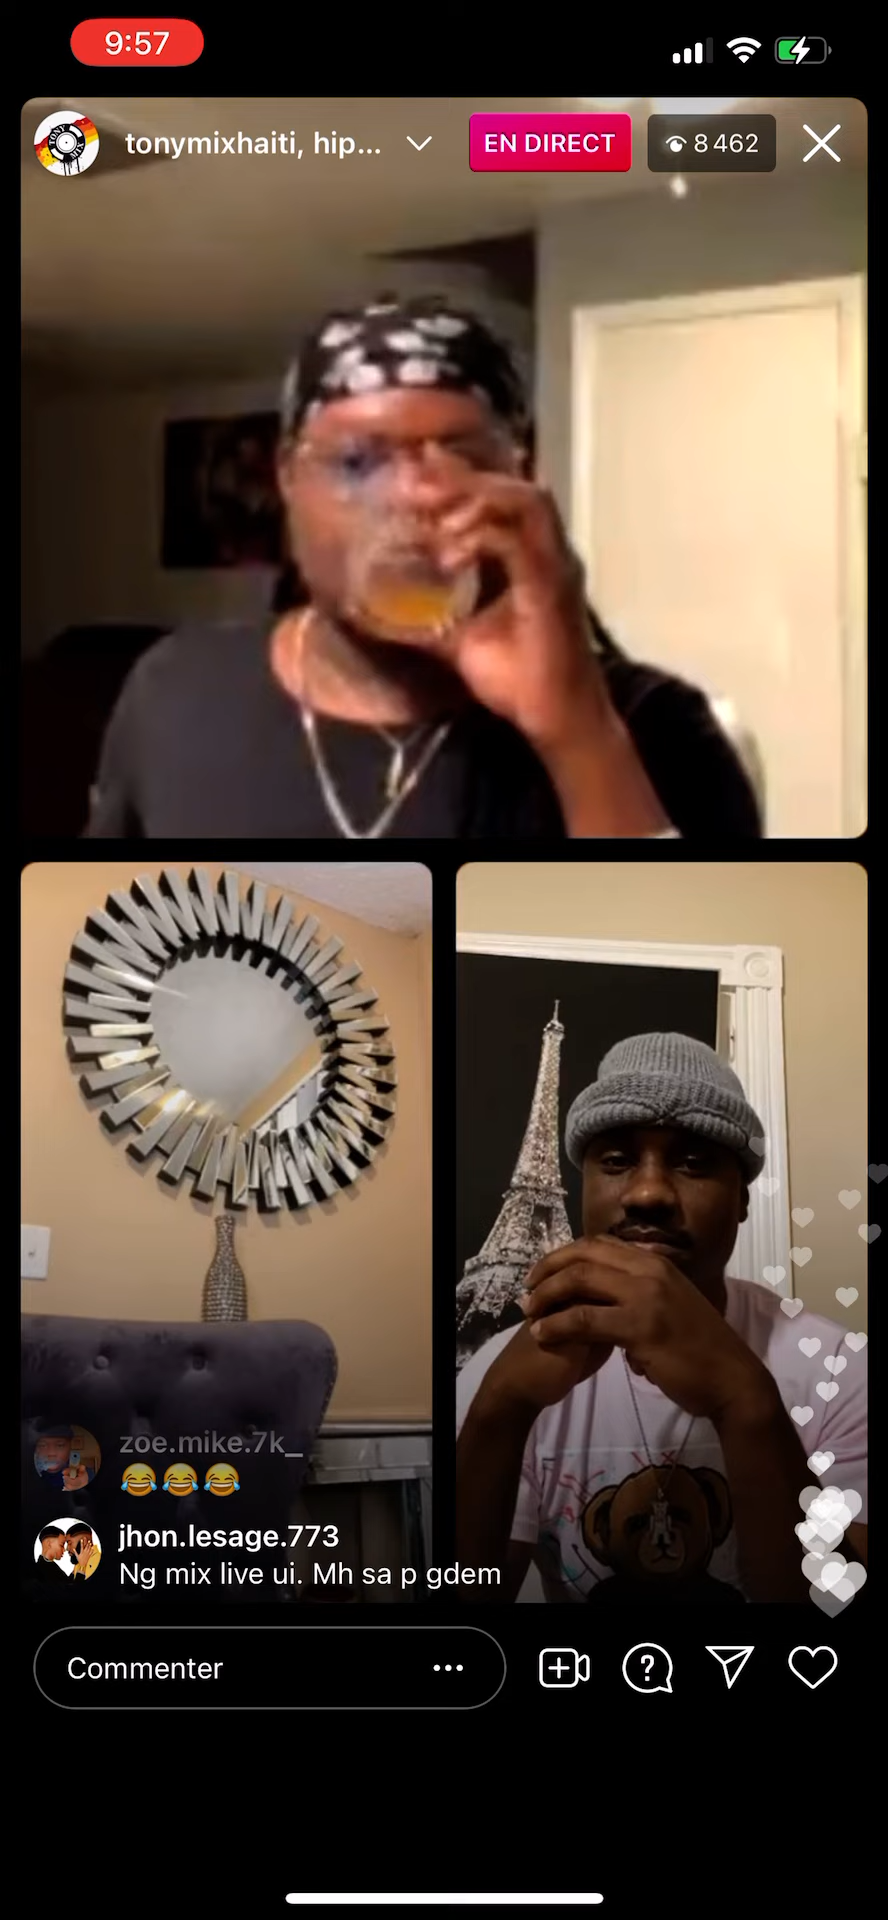 9:57
tonymixhaiti, hip...
EN DIRECT
8 462
zoe.mike.7k_
😂😂😂
jhon.lesage.773
Ng mix live ui. Mh sa p gdem
Commenter